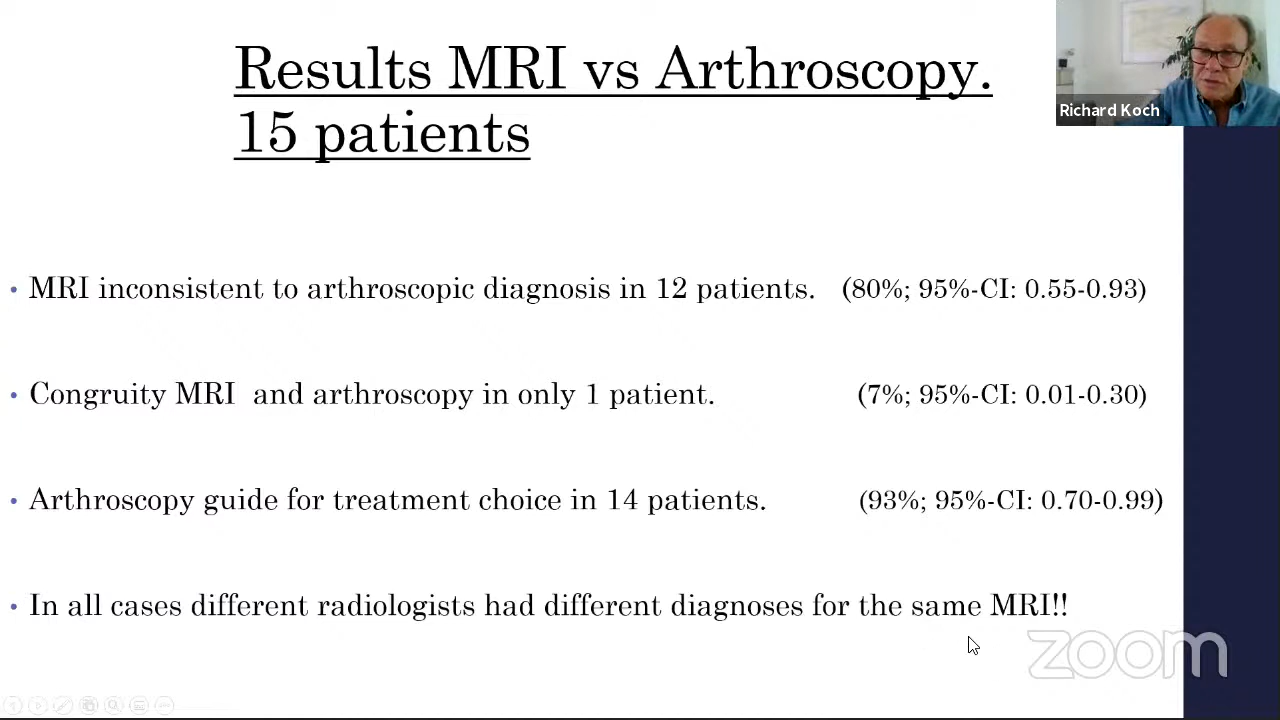 Results MRI vs Arthroscopy.
15 patients
Richard Koch
• MRI inconsistent to arthroscopic diagnosis in 12 patients. (80%; 95%-CI: 0.55-0.93)
• Congruity MRI and arthroscopy in only 1 patient. (7%; 95%-CI: 0.01-0.30)
• Arthroscopy guide for treatment choice in 14 patients. (93%; 95%-CI: 0.70-0.99)
• In all cases different radiologists had different diagnoses for the same MRI!!
zoom